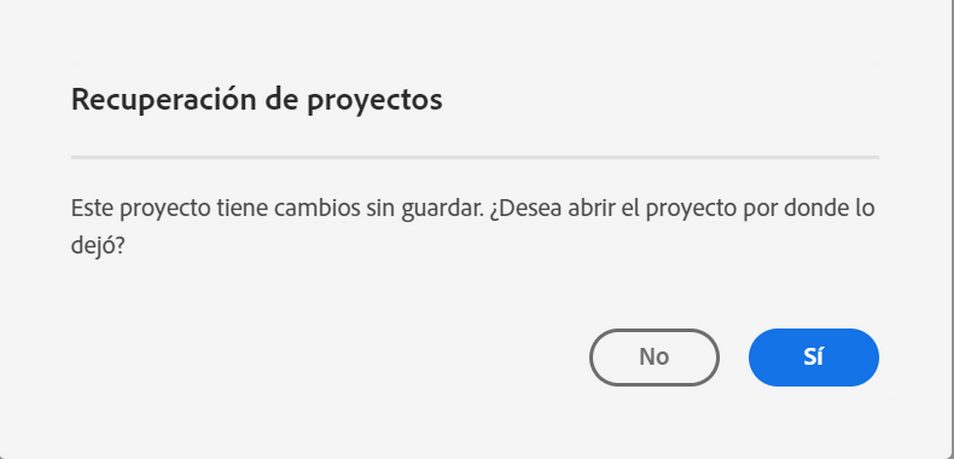 Recuperación de proyectos
Este proyecto tiene cambios sin guardar. ¿Desea abrir el proyecto por donde lo
dejó?
No
Sí